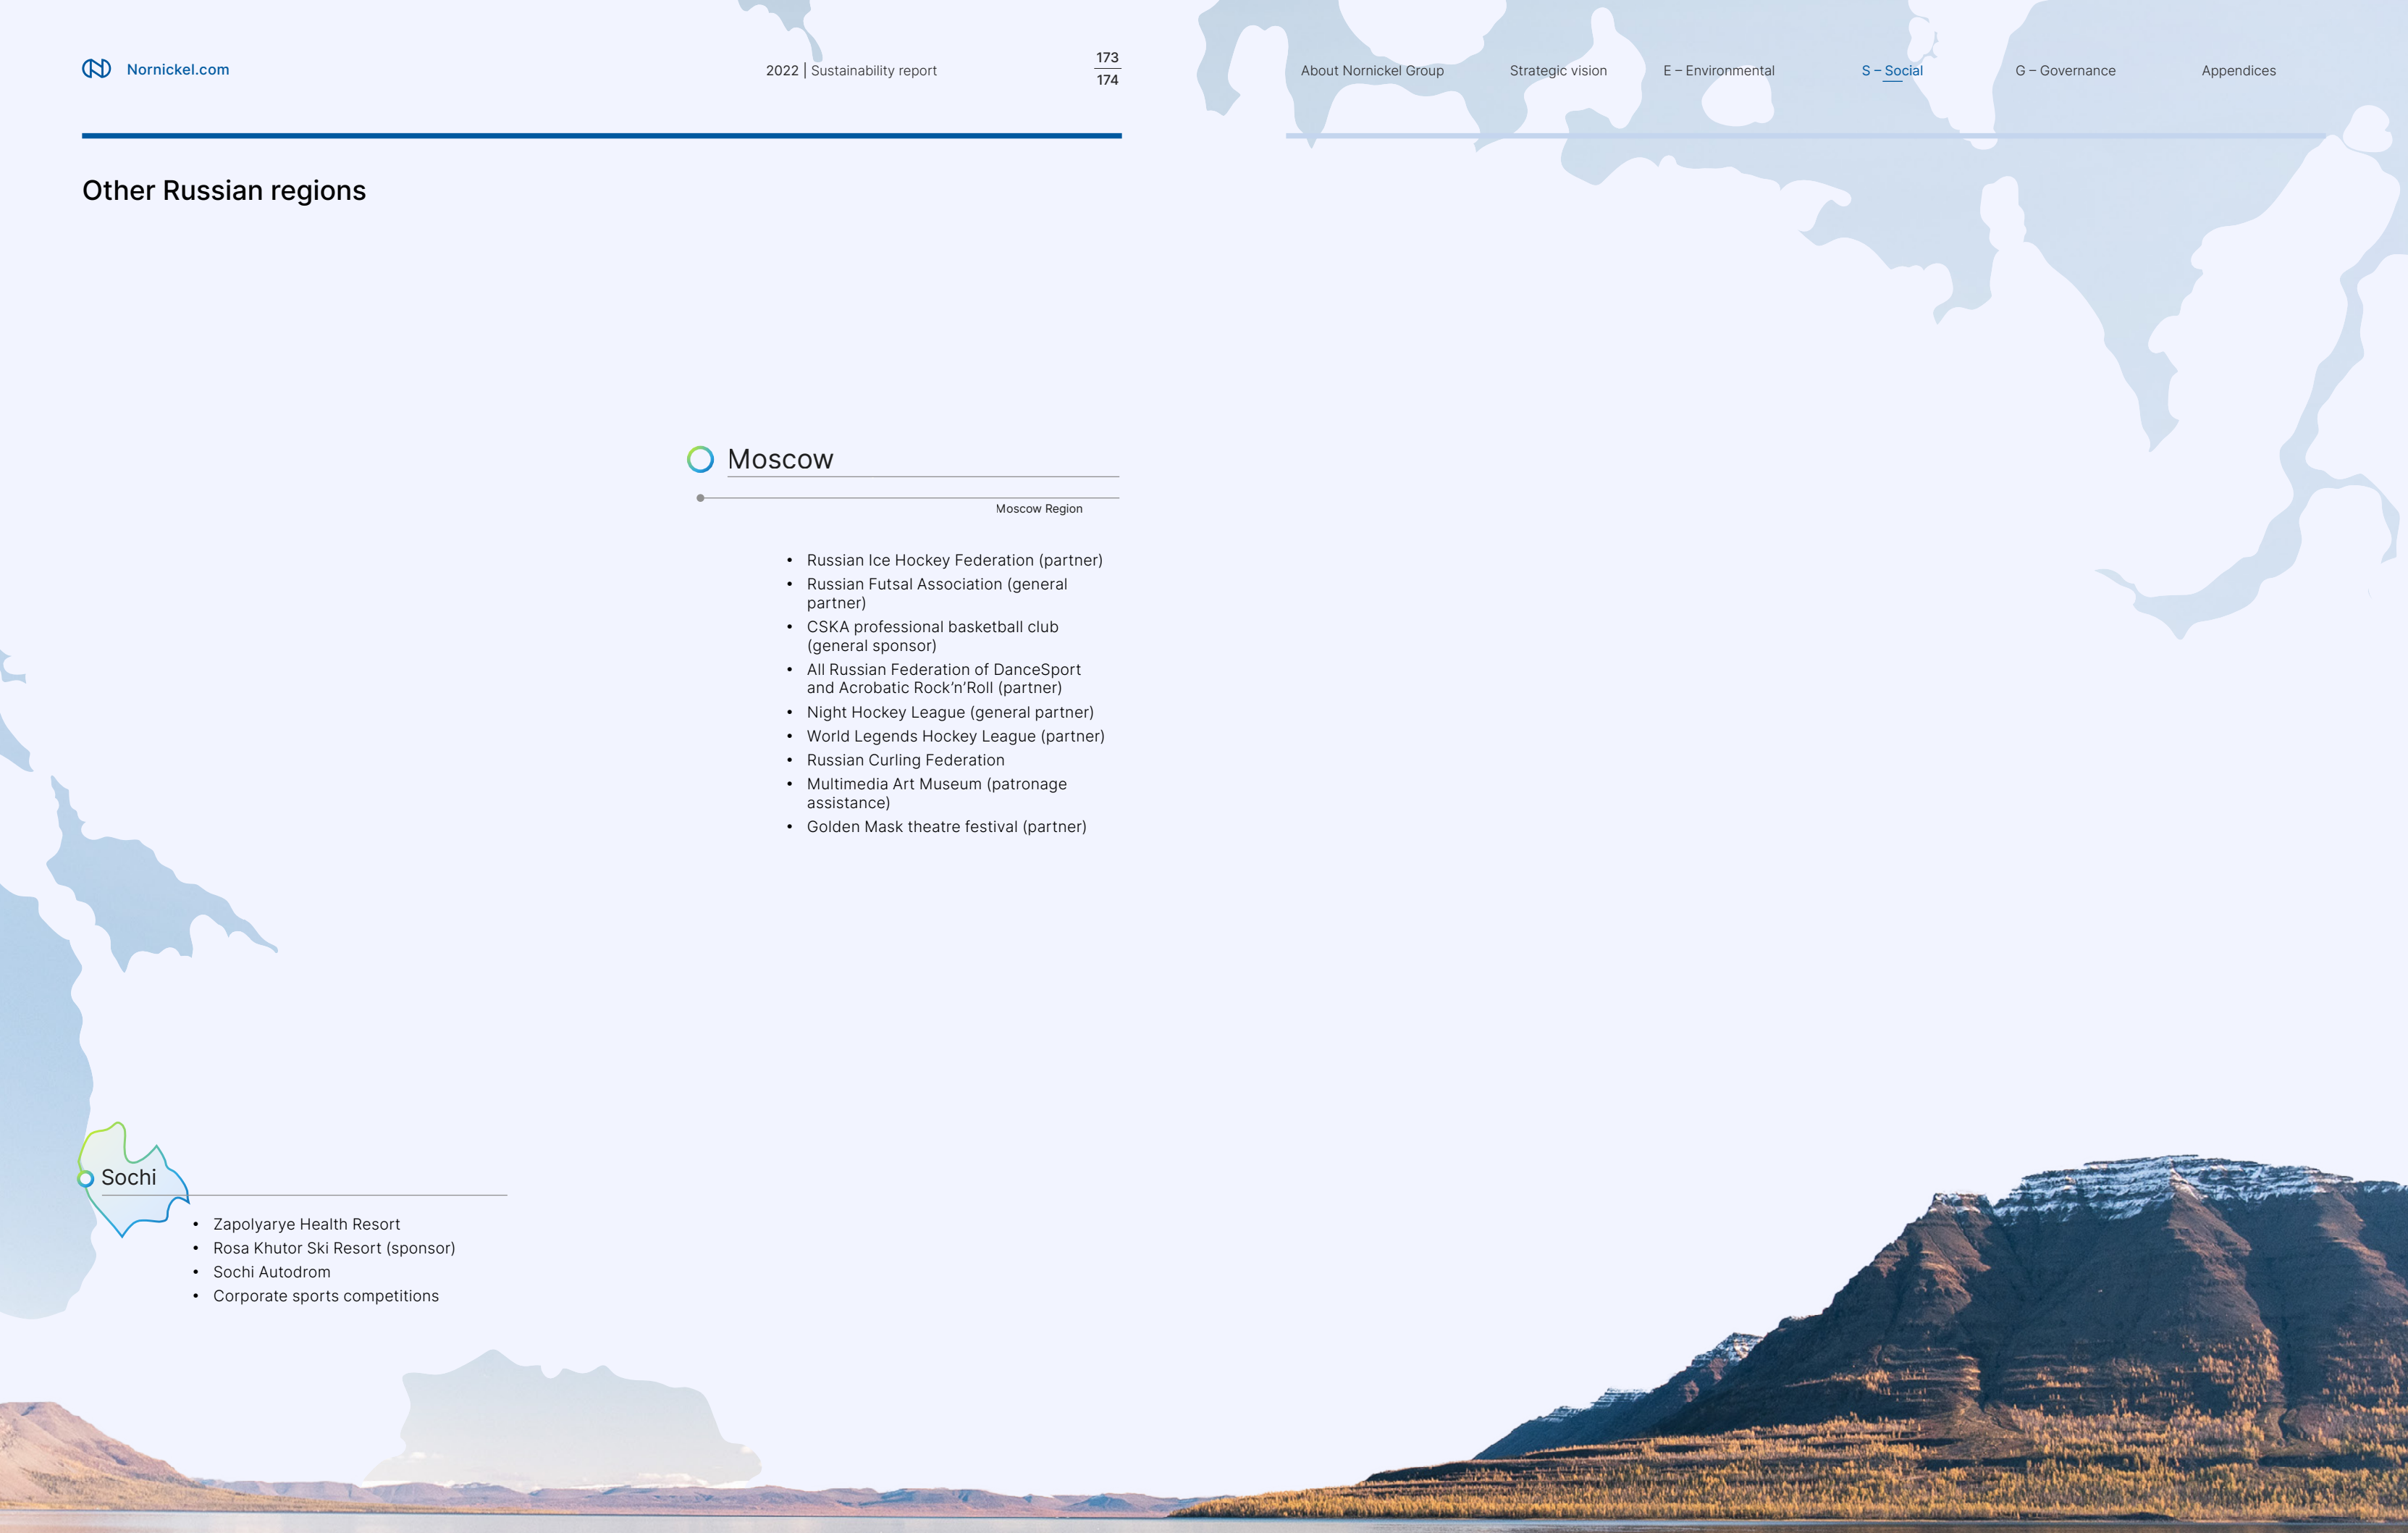 Nornickel.com
2022 | Sustainability report
173
174
About Nornickel Group
Strategic vision
E – Environmental
S – Social
G – Governance
Appendices
Other Russian regions
Moscow
Moscow Region
• Russian Ice Hockey Federation (partner)
• Russian Futsal Association (general
partner)
• CSKA professional basketball club
(general sponsor)
• All Russian Federation of DanceSport
and Acrobatic Rock’n’Roll (partner)
• Night Hockey League (general partner)
• World Legends Hockey League (partner)
• Russian Curling Federation
• Multimedia Art Museum (patronage
assistance)
• Golden Mask theatre festival (partner)
Sochi
• Zapolyarye Health Resort
• Rosa Khutor Ski Resort (sponsor)
• Sochi Autodrom
• Corporate sports competitions